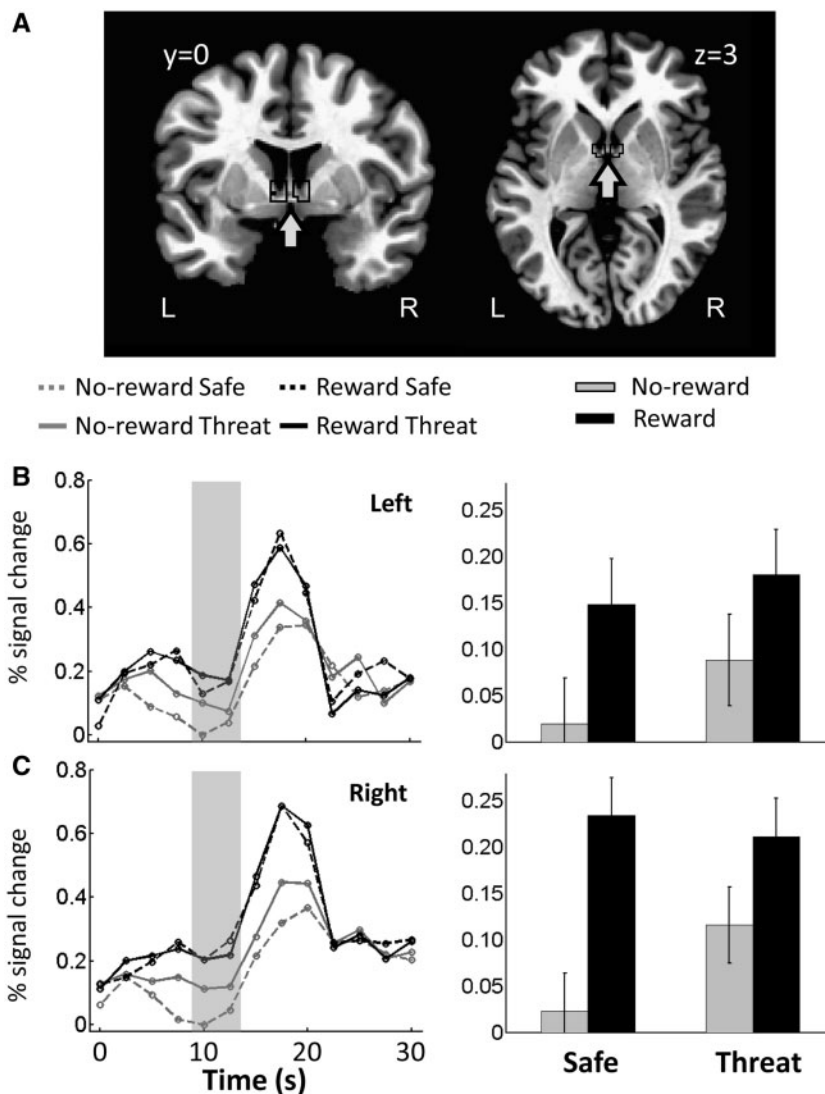 A
y=0
z=3
L
R
L
R
No-reward Safe
Reward Safe
No-reward Threat
Reward Threat
No-reward
Reward
B
Left
% signal change
0.8
0.6
0.4
0.2
0
0.25
0.20
0.15
0.10
0.05
0
C
Right
% signal change
0.8
0.6
0.4
0.2
0
0
10
20
30
Time (s)
0.25
0.20
0.15
0.10
0.05
0
Safe
Threat